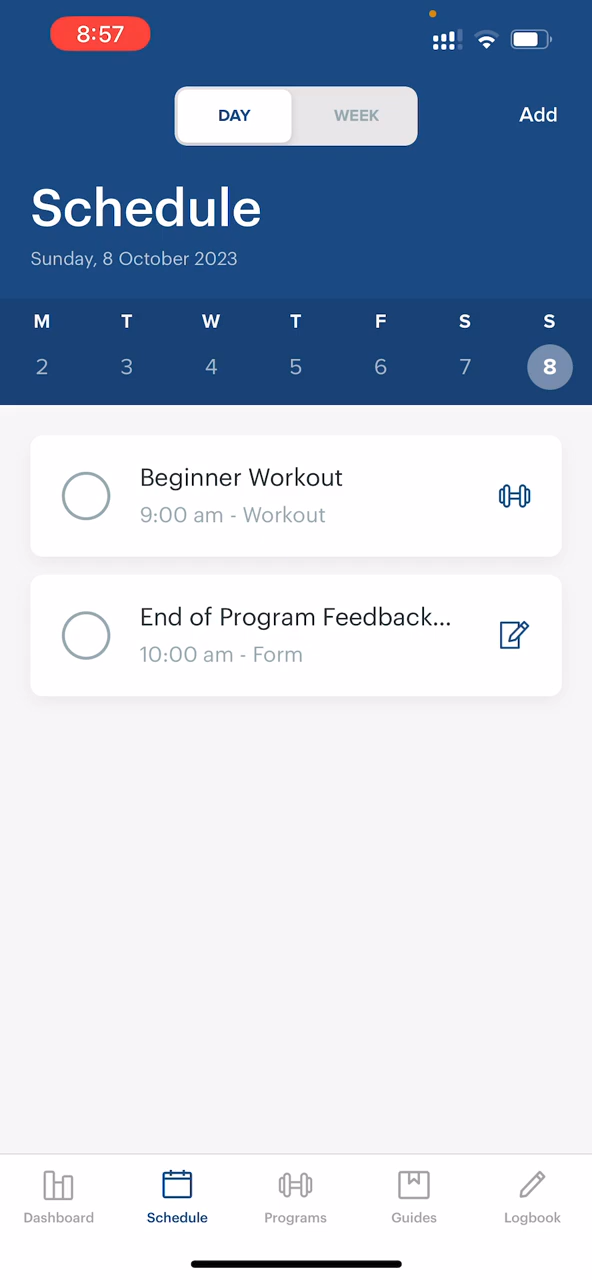 8:57
DAY
WEEK
Add
Schedule
Sunday, 8 October 2023
M T W T F S S
2 3 4 5 6 7 8
Beginner Workout
9:00 am - Workout
End of Program Feedback...
10:00 am - Form
Dashboard
Schedule
Programs
Guides
Logbook